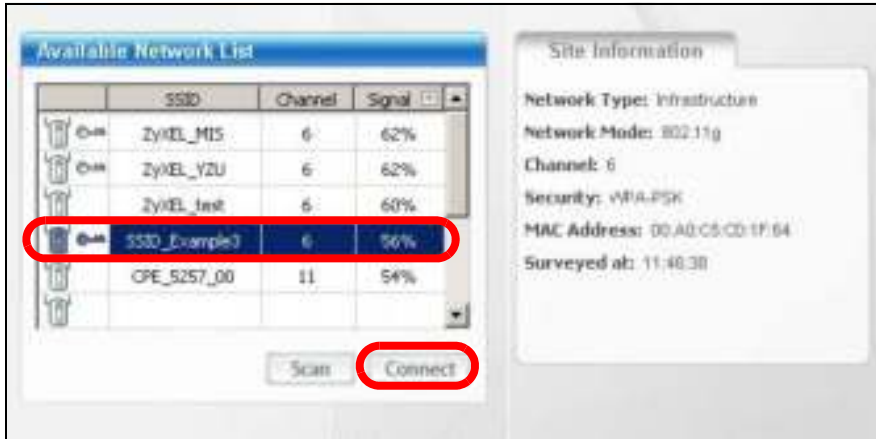 Available Network List
SSID Channel Signal
ZyXEL_MIS 6 62%
ZyXEL_YZU 6 62%
ZyXEL_test 6 60%
SSID_Example3 6 56%
CPE_5257_00 11 54%
Scan Connect
Site Information
Network Type: Infrastructure
Network Mode: 802.11g
Channel: 6
Security: WPA-PSK
MAC Address: 00:A0:C5:CD:1F:64
Surveyed at: 11:46:38